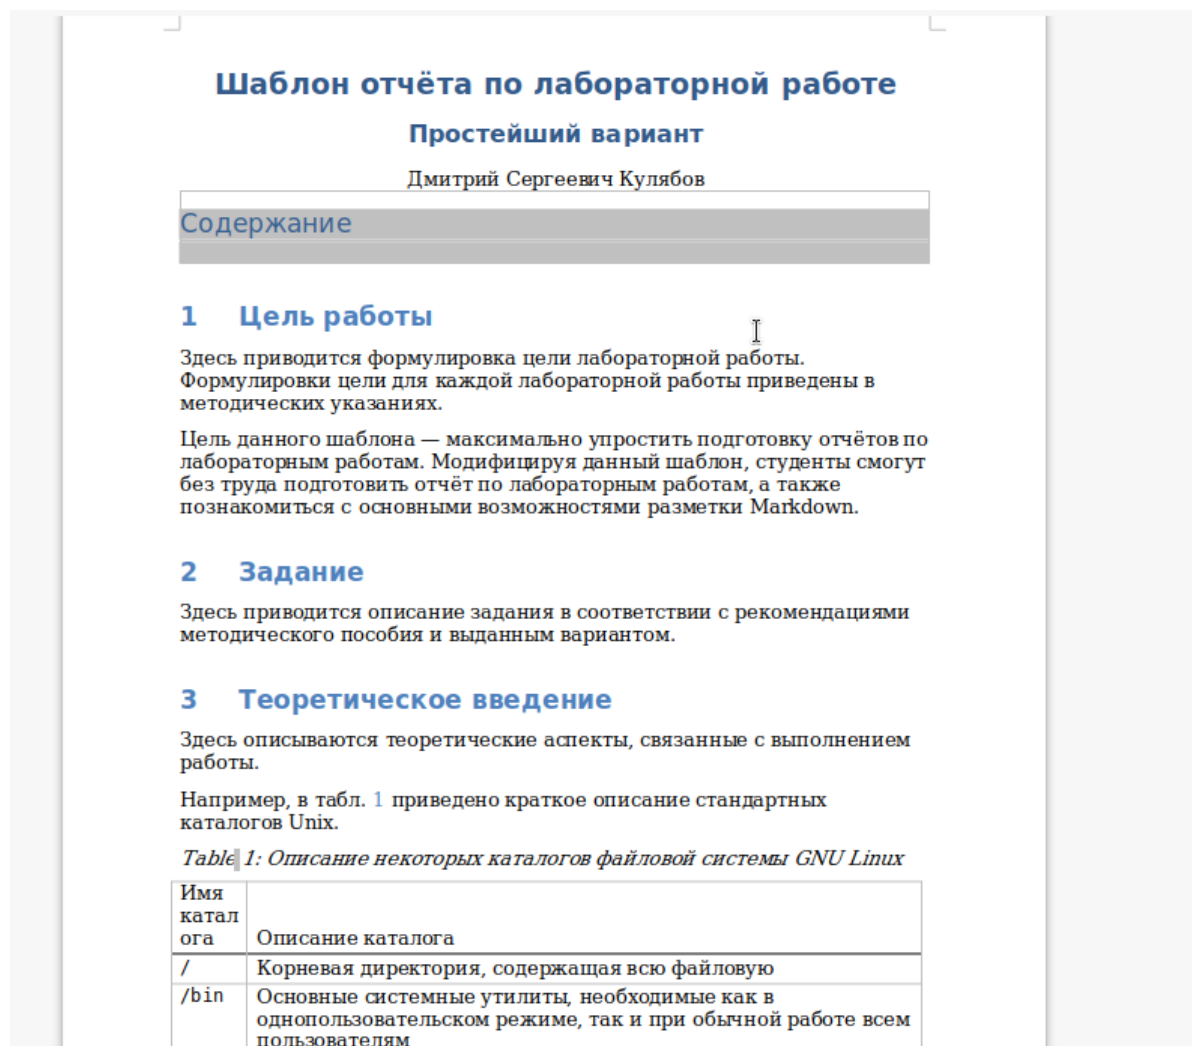 Шаблон отчёта по лабораторной работе
Простейший вариант
Дмитрий Сергеевич Кулябов
Содержание
1 Цель работы
Здесь приводится формулировка цели лабораторной работы.
Формулировки цели для каждой лабораторной работы приведены в
методических указаниях.
Цель данного шаблона — максимально упростить подготовку отчётов по
лабораторным работам. Модифицируя данный шаблон, студенты смогут
без труда подготовить отчёт по лабораторным работам, а также
познакомиться с основными возможностями разметки Markdown.
2 Задание
Здесь приводится описание задания в соответствии с рекомендациями
методического пособия и выданным вариантом.
3 Теоретическое введение
Здесь описываются теоретические аспекты, связанные с выполнением
работы.
Например, в табл. 1 приведено краткое описание стандартных
каталогов Unix.
Table 1: Описание некоторых каталогов файловой системы GNU Linux
Имя
катал
ога
Описание каталога
/ Корневая директория, содержащая всю файловую
/bin Основные системные утилиты, необходимые как в
однопользовательском режиме, так и при обычной работе всем
пользователям